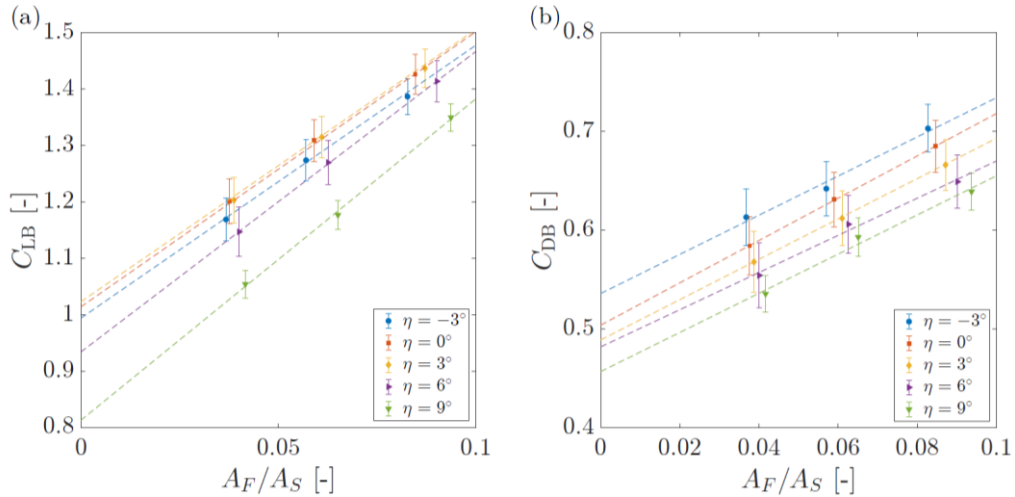 (a)
1.5
1.4
1.3
1.2
1.1
1
0.9
0.8
C_LB [-]
0
0.05
0.1
A_F/A_S [-]
η = −3°
η = 0°
η = 3°
η = 6°
η = 9°
(b)
0.8
0.7
0.6
0.5
0.4
C_DB [-]
0
0.02
0.04
0.06
0.08
0.1
A_F/A_S [-]
η = −3°
η = 0°
η = 3°
η = 6°
η = 9°